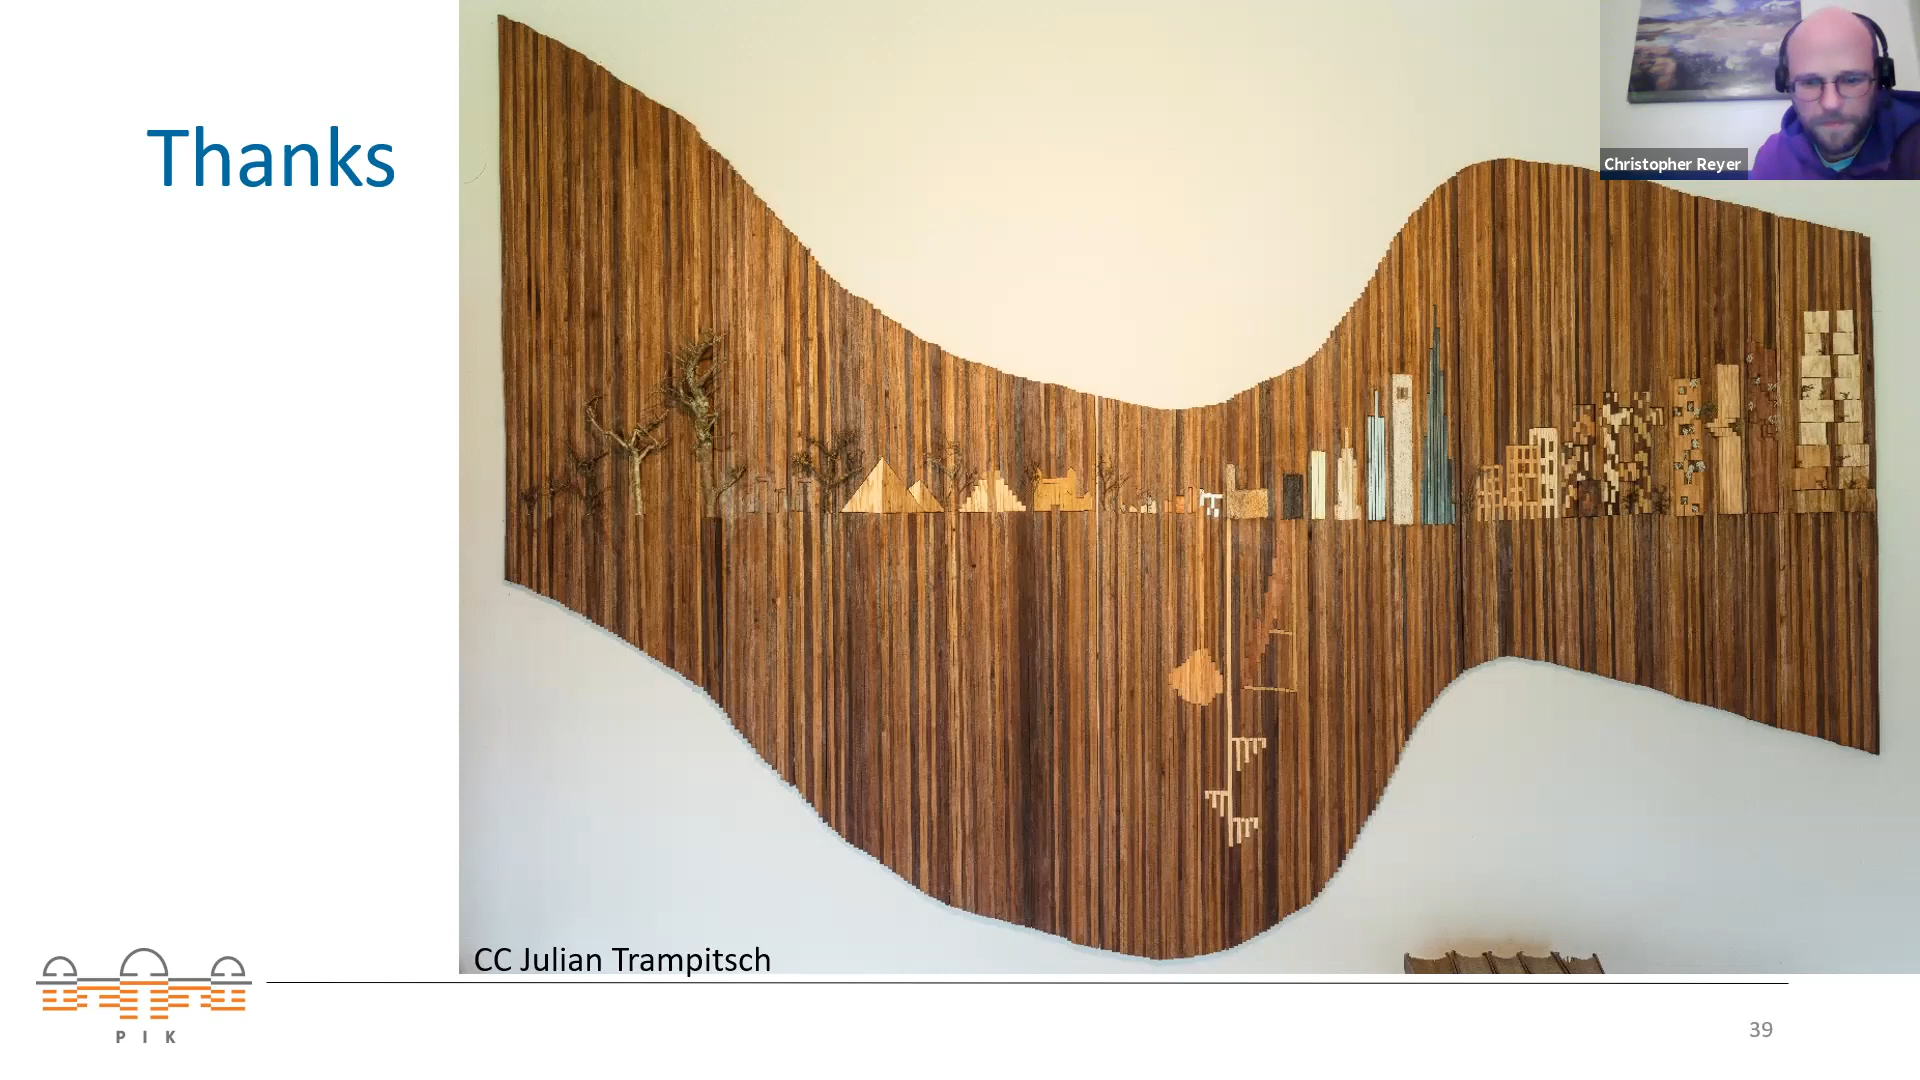 Thanks
Christopher Reyer
CC Julian Trampitsch
P I K
39